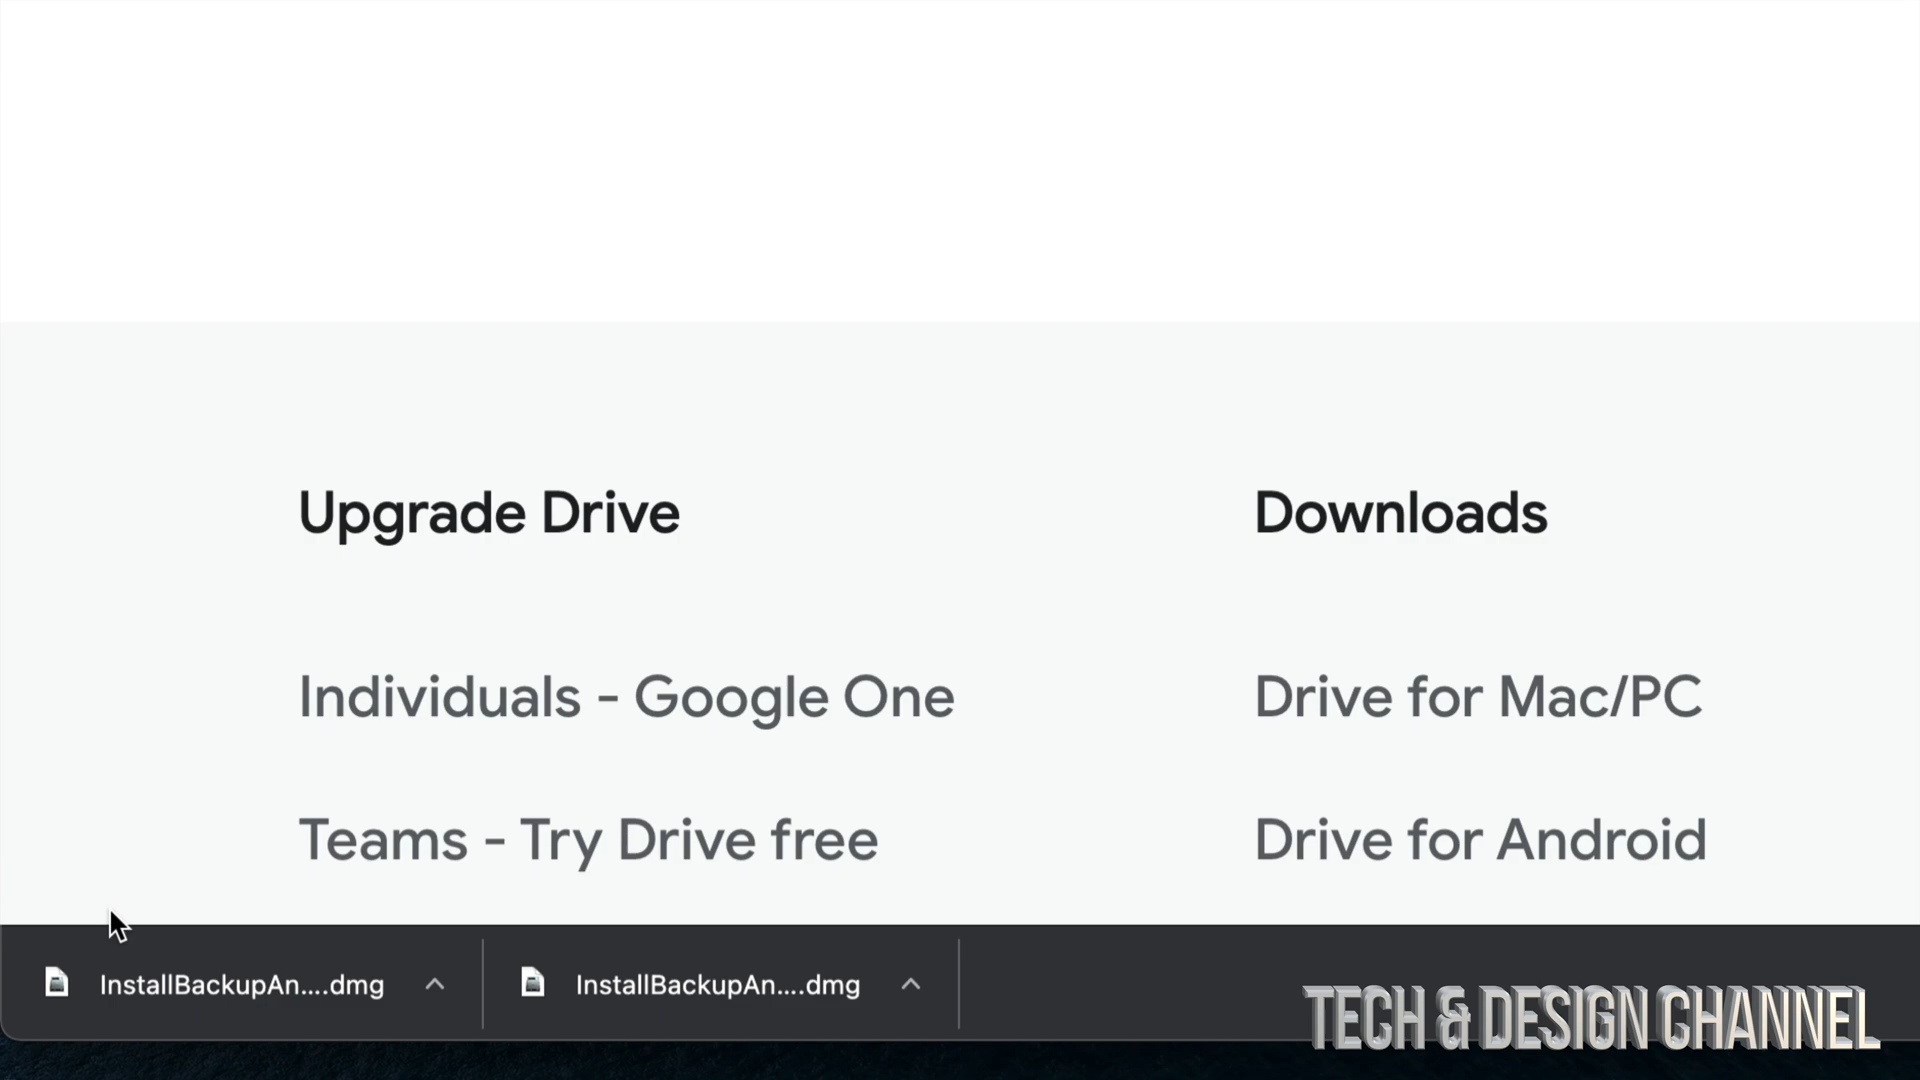 Upgrade Drive
Individuals - Google One
Teams - Try Drive free
Downloads
Drive for Mac/PC
Drive for Android
InstallBackupAn....dmg
InstallBackupAn....dmg
TECH & DESIGN CHANNEL